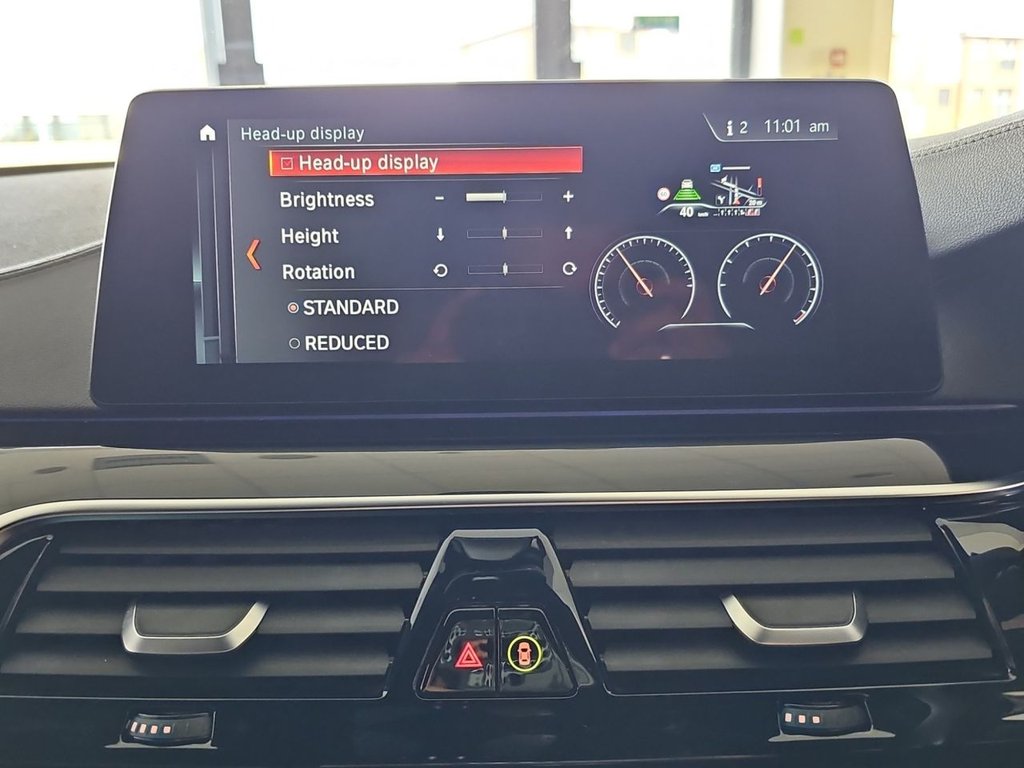 Head-up display
2 11:01 am
Head-up display
Brightness - +
Height
Rotation
STANDARD
REDUCED
40